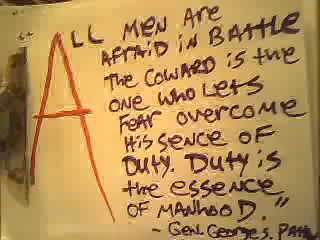 ALL MEN ARE
AFRAID IN BATTLE
THE COWARD IS the
ONE WHO LETS
FEAR OVERCOME
HIS SENCE OF
DUTY. DUTY IS
the ESSENCE
OF MANHOOD."
- GEN. GEORGE S. PATTON